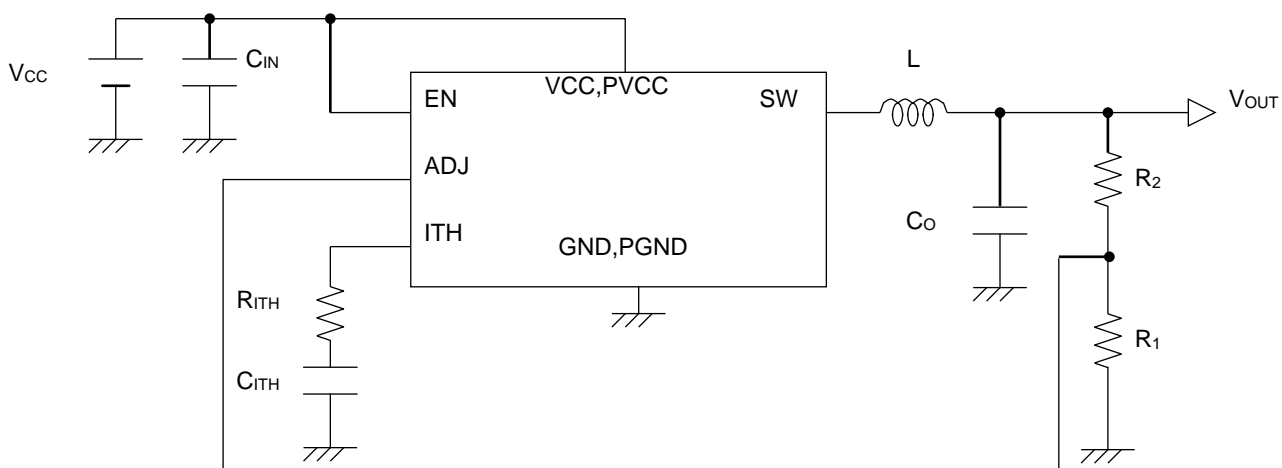 VCC
CIN
VCC,PVCC
EN
SW
L
VOUT
ADJ
R2
ITH
GND,PGND
CO
RITH
R1
CITH